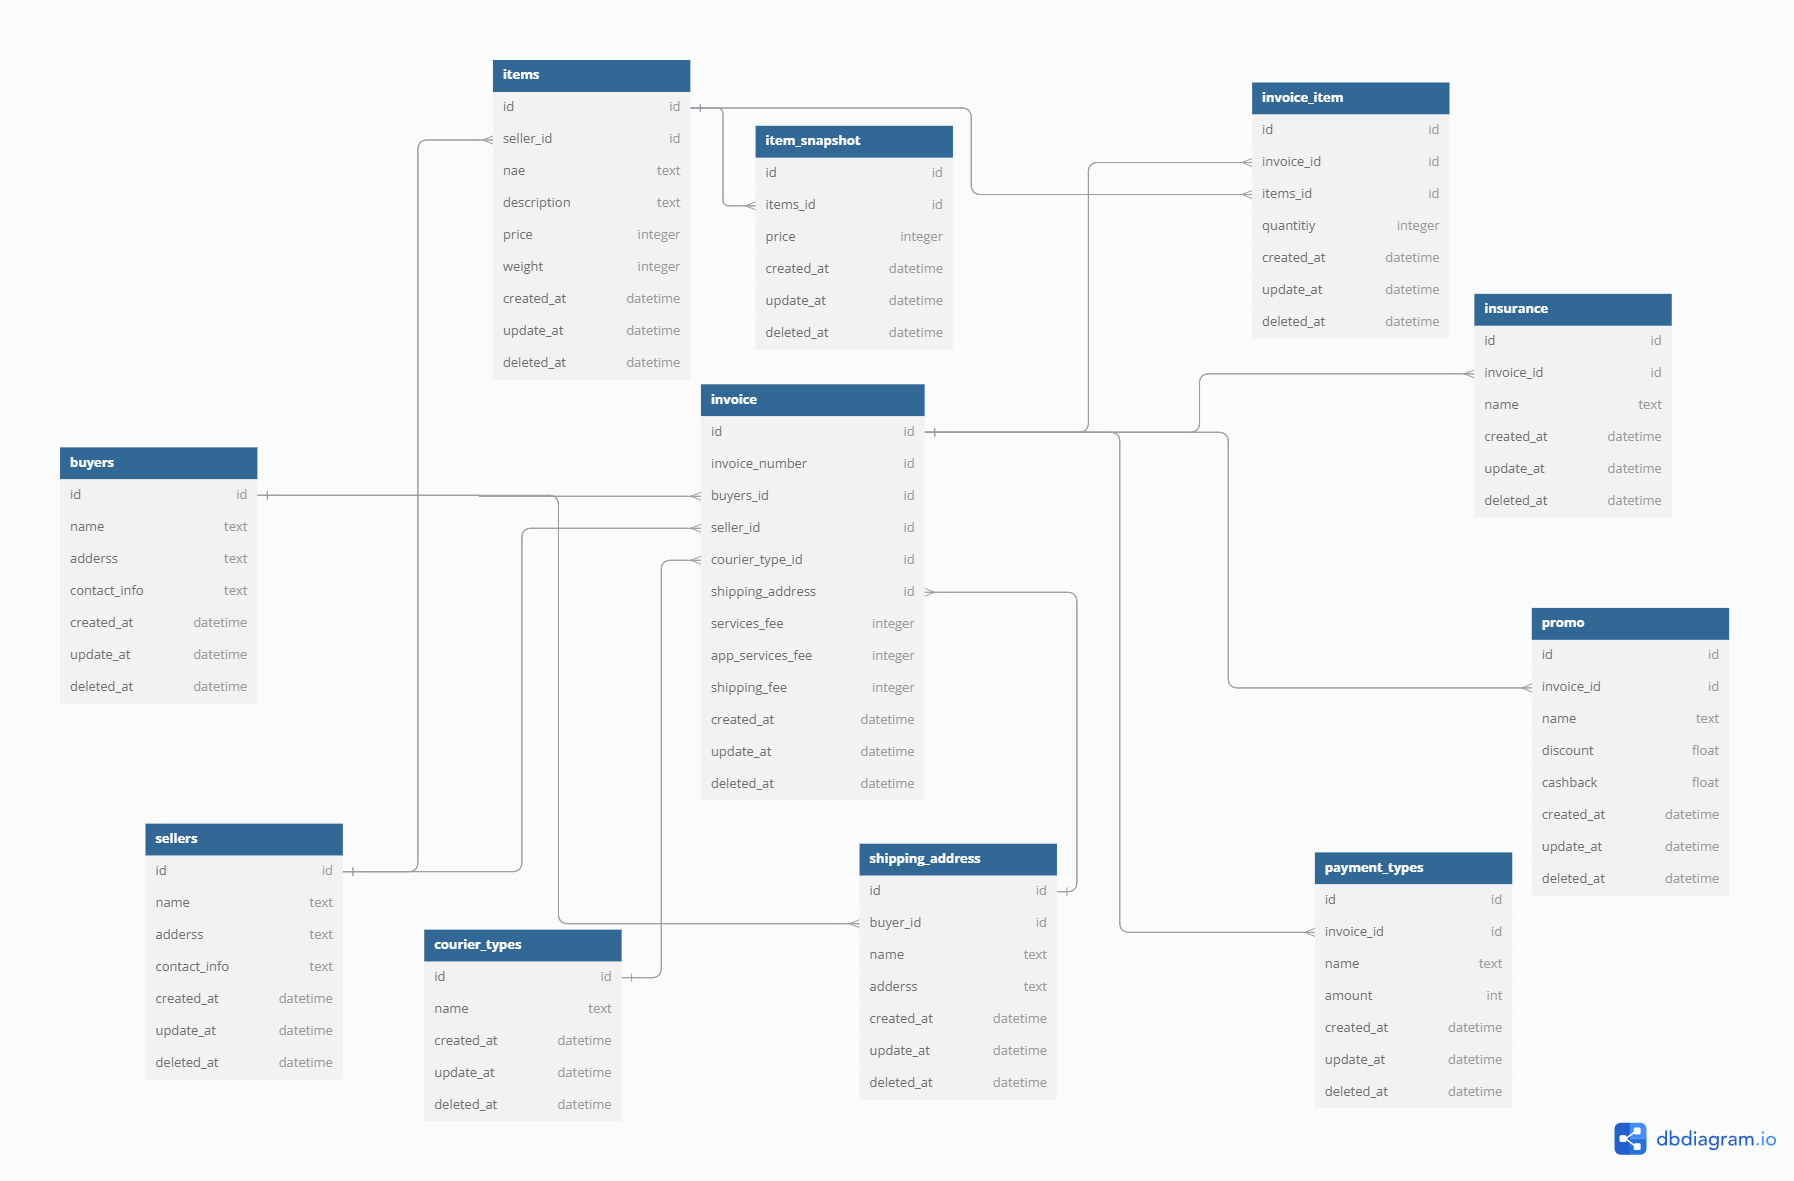 items
id id
seller_id id
nae text
description text
price integer
weight integer
created_at datetime
update_at datetime
deleted_at datetime
item_snapshot
id id
items_id id
price integer
created_at datetime
update_at datetime
deleted_at datetime
invoice_item
id id
invoice_id id
items_id id
quantitiy integer
created_at datetime
update_at datetime
deleted_at datetime
insurance
id id
invoice_id id
name text
created_at datetime
update_at datetime
deleted_at datetime
invoice
id id
invoice_number id
buyers_id id
seller_id id
courier_type_id id
shipping_address id
services_fee integer
app_services_fee integer
shipping_fee integer
created_at datetime
update_at datetime
deleted_at datetime
buyers
id id
name text
adderss text
contact_info text
created_at datetime
update_at datetime
deleted_at datetime
promo
id id
invoice_id id
name text
discount float
cashback float
created_at datetime
update_at datetime
deleted_at datetime
sellers
id id
name text
adderss text
contact_info text
created_at datetime
update_at datetime
deleted_at datetime
courier_types
id id
name text
created_at datetime
update_at datetime
deleted_at datetime
shipping_address
id id
buyer_id id
name text
adderss text
created_at datetime
update_at datetime
deleted_at datetime
payment_types
id id
invoice_id id
name text
amount int
created_at datetime
update_at datetime
deleted_at datetime
dbdiagram.io